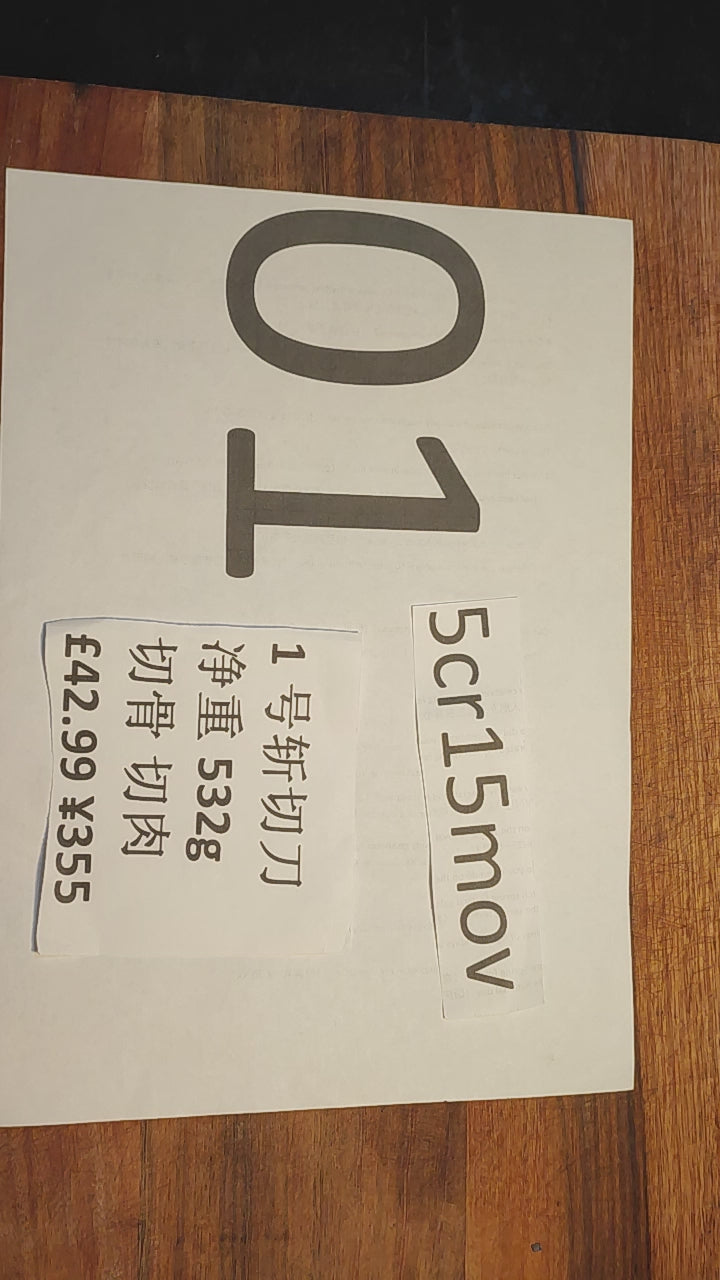 01
5cr15mov
1 号斩切刀
净重 532g
切骨 切肉
£42.99 ¥355